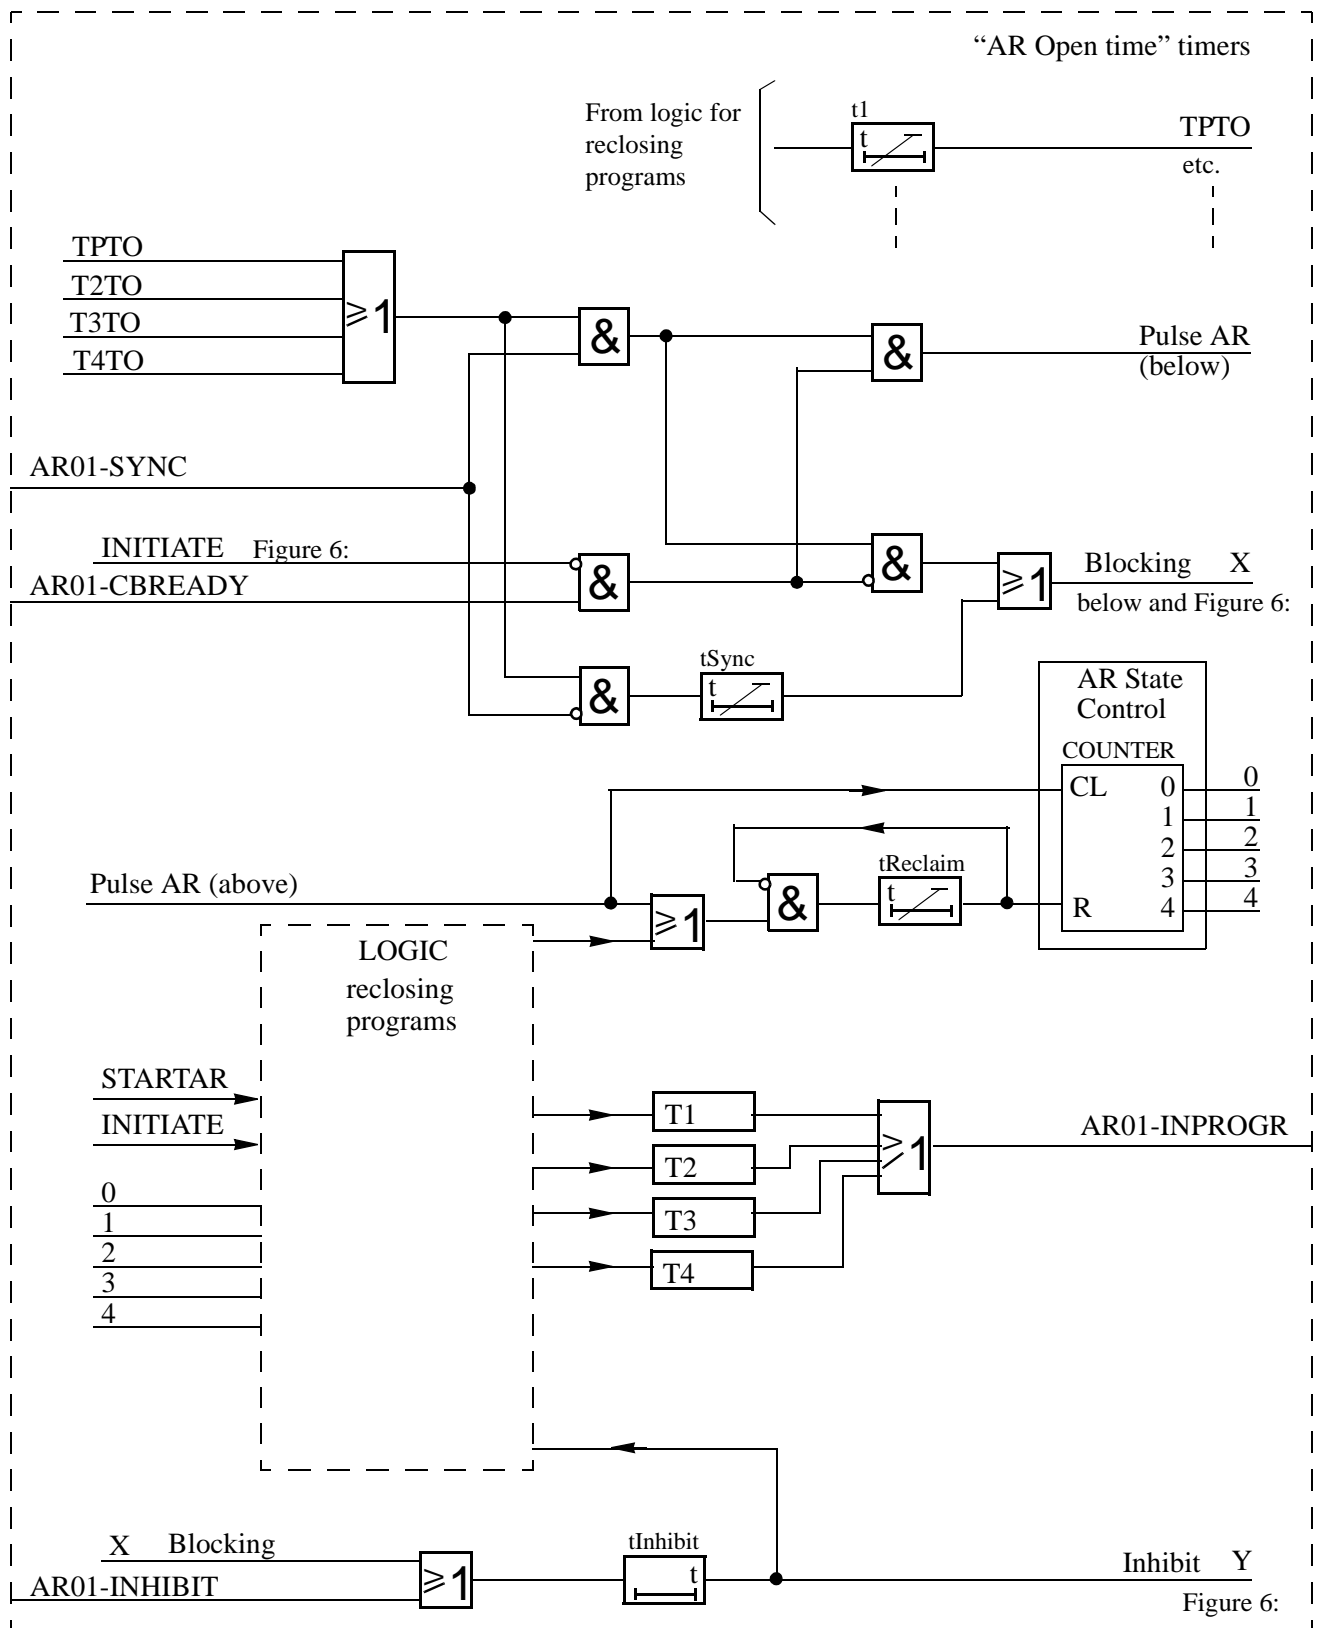 “AR Open time” timers
From logic for
reclosing
programs
t1
t
TPTO
etc.
TPTO
T2TO
T3TO
T4TO
≥1
&
&
Pulse AR
(below)
AR01-SYNC
INITIATE Figure 6:
AR01-CBREADY
&
&
≥1
Blocking X
below and Figure 6:
&
tSync
t
AR State
Control
COUNTER
CL 0 0
1 1
2 2
3 3
R 4 4
Pulse AR (above)
≥1
&
tReclaim
t
LOGIC
reclosing
programs
STARTAR
INITIATE
0
1
2
3
4
T1
T2
T3
T4
≥1
AR01-INPROGR
X Blocking
AR01-INHIBIT
≥1
tInhibit
t
Inhibit Y
Figure 6: